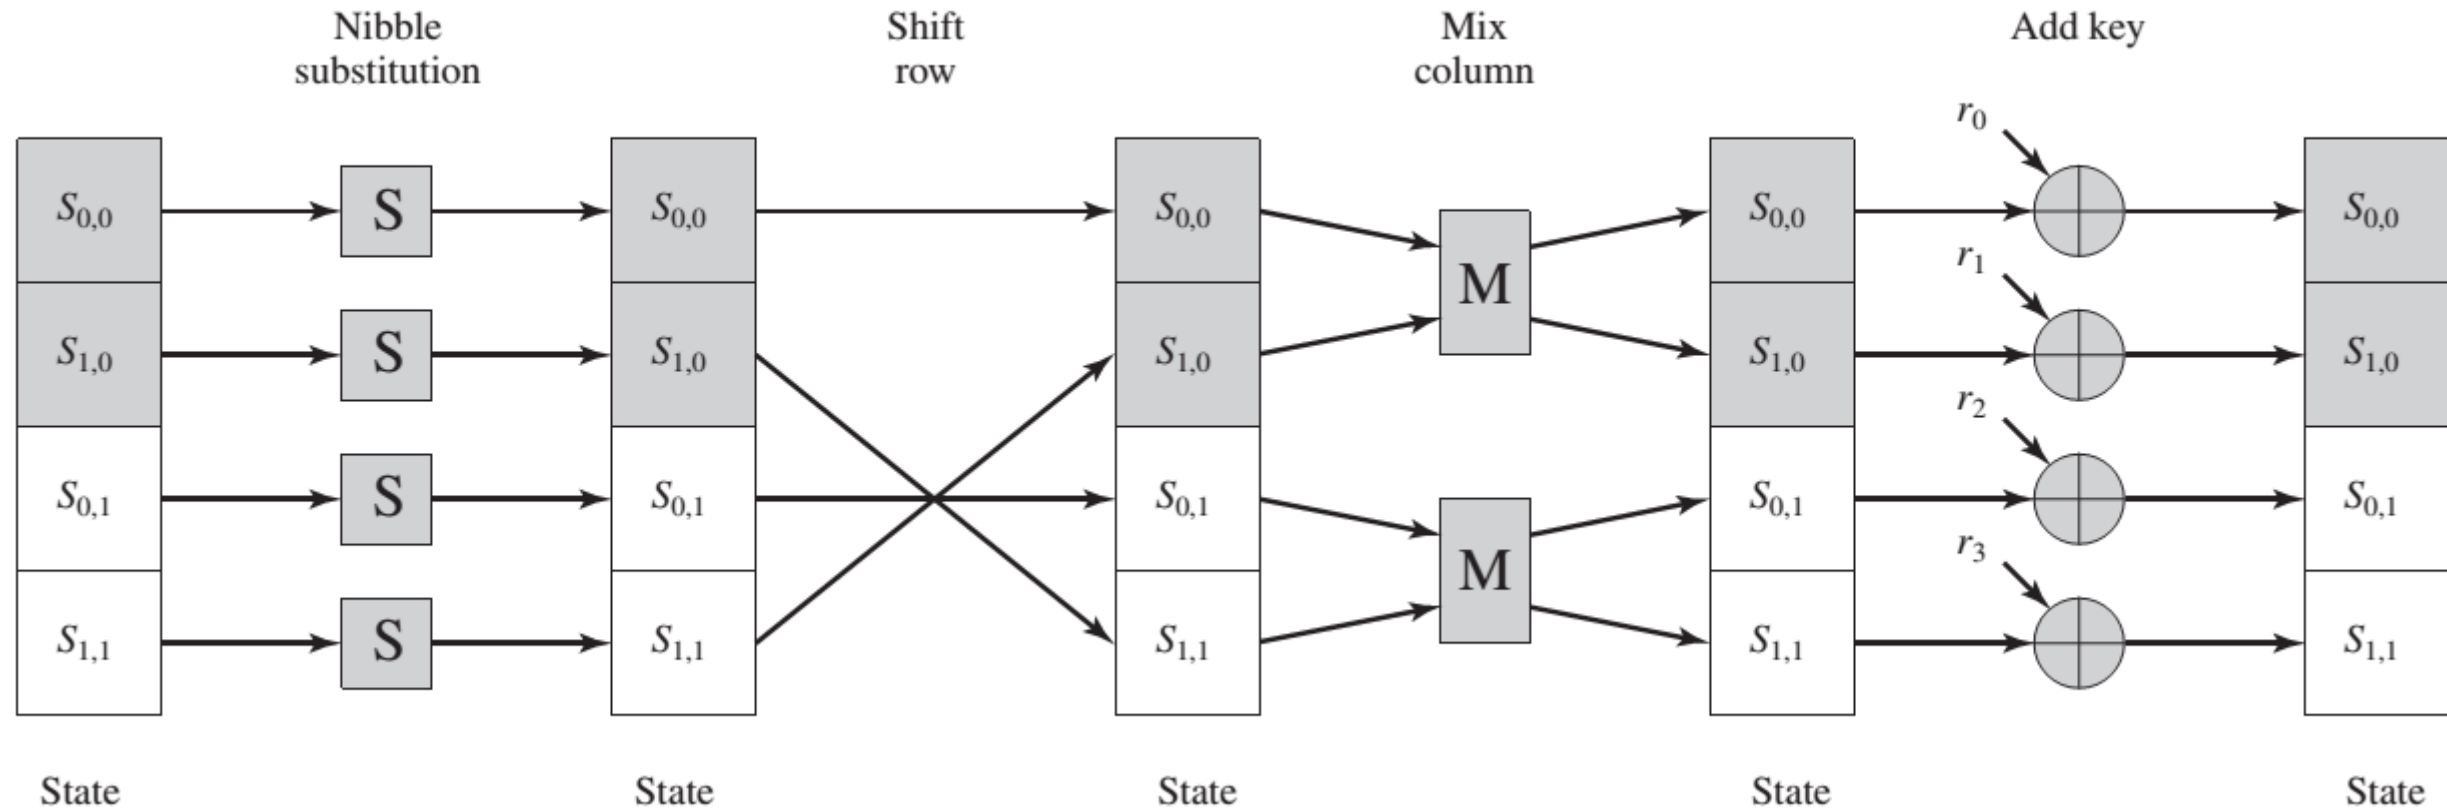 Nibble
substitution
Shift
row
Mix
column
Add key
r0
S0,0 S S0,0 S0,0 S0,0 S0,0
r1
M
S1,0 S S1,0 S1,0 S1,0 S1,0
r2
S0,1 S S0,1 S0,1 S0,1 S0,1
r3
M
S1,1 S S1,1 S1,1 S1,1 S1,1
State State State State State